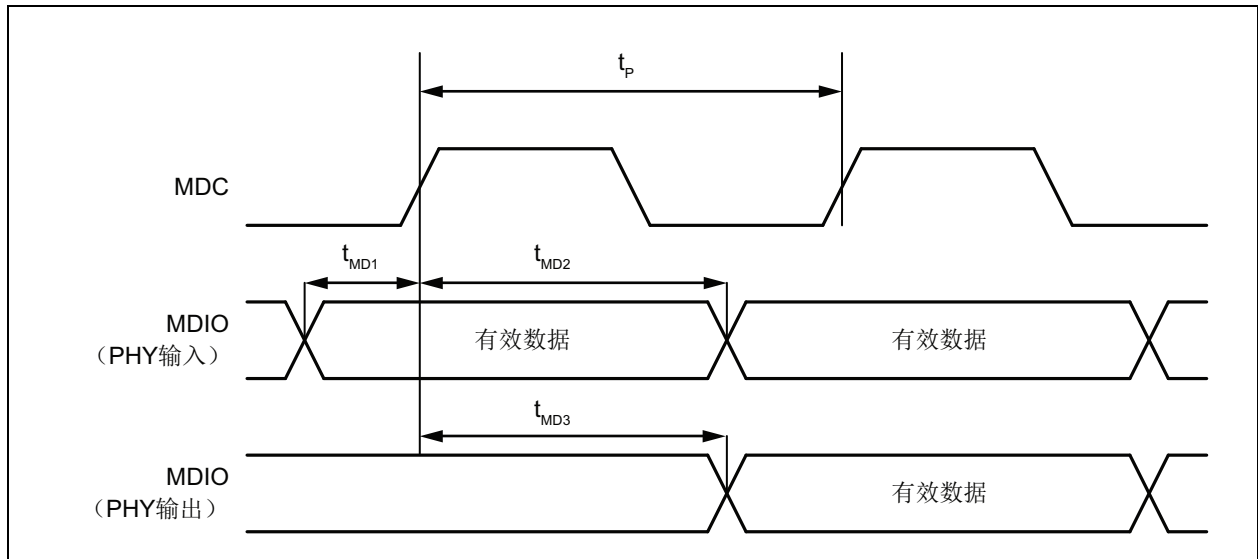 tP
MDC
tMD1
tMD2
MDIO
（PHY输入）
有效数据
有效数据
tMD3
MDIO
（PHY输出）
有效数据